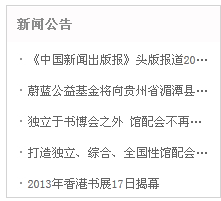 新闻公告
· 《中国新闻出版报》头版报道20…
· 蔚蓝公益基金将向贵州省湄潭县…
· 独立于书博会之外 馆配会不再…
· 打造独立、综合、全国性馆配会…
· 2013年香港书展17日揭幕